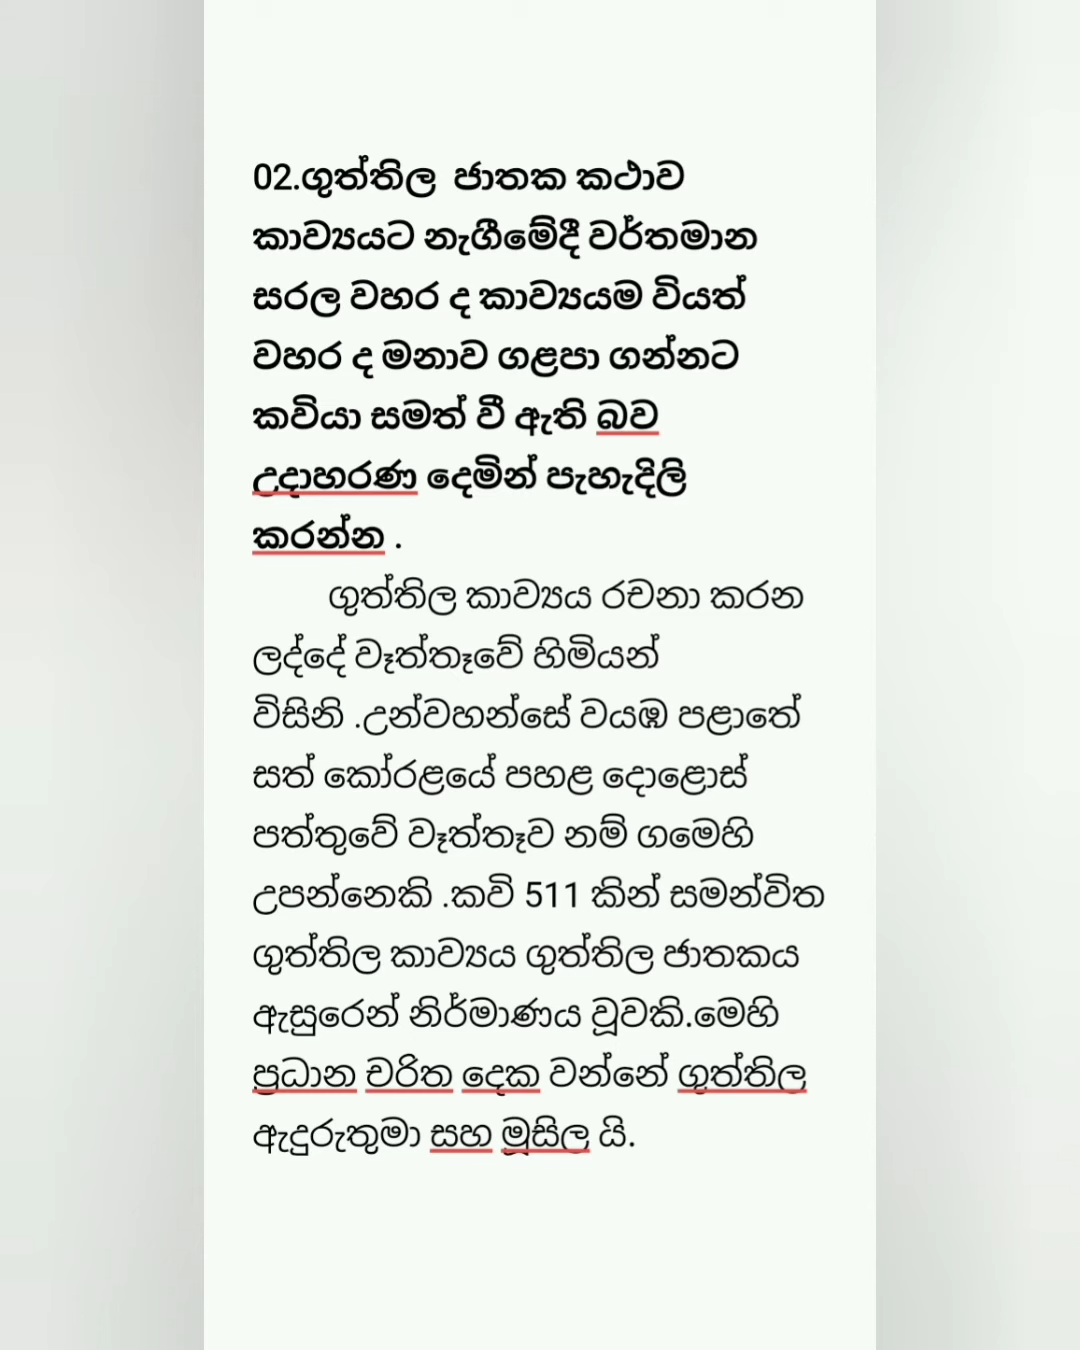 02.ගුත්තිල  ජාතක කථාව
කාව්‍යයට නැගීමේදී වර්තමාන
සරල වහර ද කාව්‍යයම වියත්
වහර ද මනාව ගළපා ගන්නට
කවියා සමත් වී ඇති බව
උදාහරණ දෙමින් පැහැදිලි
කරන්න .
ගුත්තිල කාව්‍යය රචනා කරන
ලද්දේ වෑත්තෑවේ හිමියන්
විසිනි .උන්වහන්සේ වයඹ පළාතේ
සත් කෝරළයේ පහළ දොළොස්
පත්තුවේ වෑත්තෑව නම් ගමෙහි
උපන්නෙකි .කවි 511 කින් සමන්විත
ගුත්තිල කාව්‍යය ගුත්තිල ජාතකය
ඇසුරෙන් නිර්මාණය වූවකි.මෙහි
ප්‍රධාන චරිත දෙක වන්නේ ගුත්තිල
ඇදුරුතුමා සහ මූසිල යි.